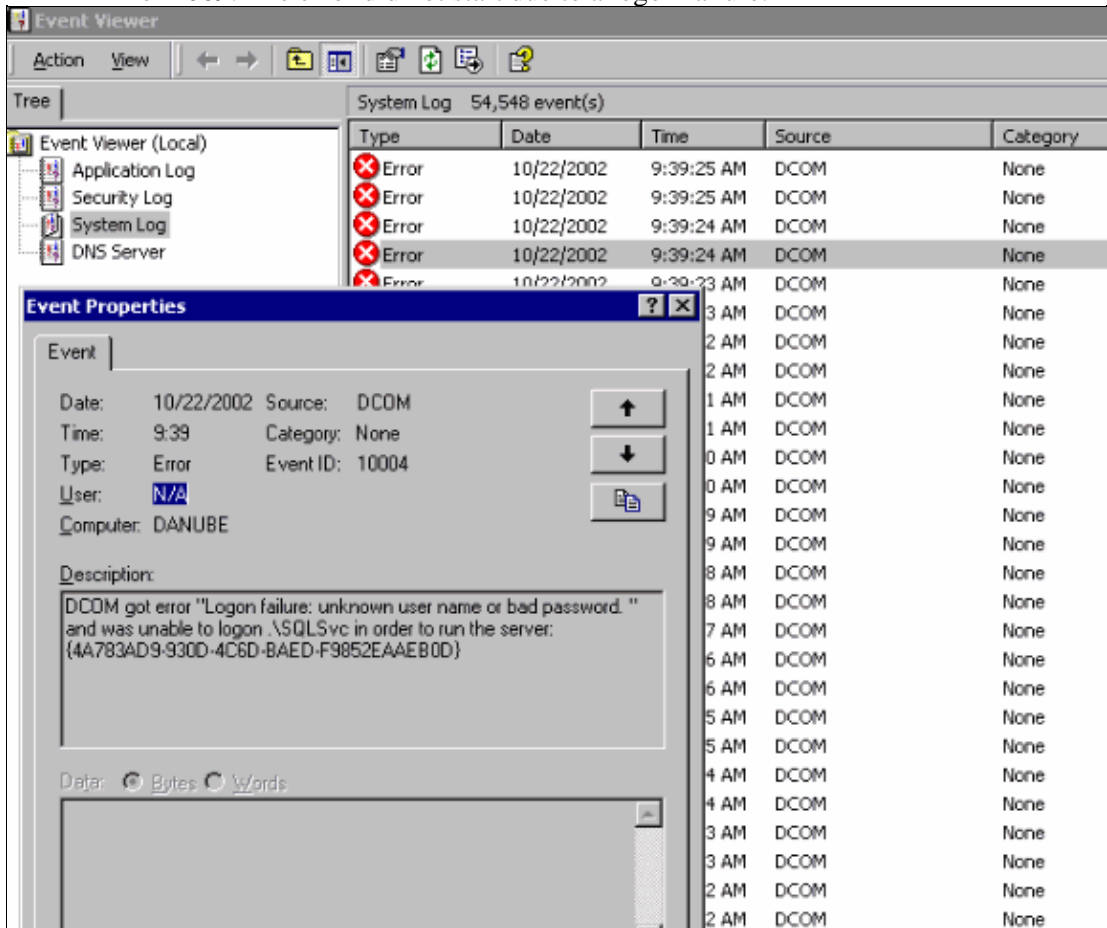 Event Viewer
Action View
Tree
System Log 54,548 event(s)
Event Viewer (Local)
Application Log
Security Log
System Log
DNS Server
Type Date Time Source Category
Error 10/22/2002 9:39:25 AM DCOM None
Error 10/22/2002 9:39:25 AM DCOM None
Error 10/22/2002 9:39:24 AM DCOM None
Error 10/22/2002 9:39:24 AM DCOM None
Error 10/22/2002 9:39:23 AM DCOM None
3 AM DCOM None
2 AM DCOM None
2 AM DCOM None
1 AM DCOM None
1 AM DCOM None
0 AM DCOM None
0 AM DCOM None
9 AM DCOM None
9 AM DCOM None
8 AM DCOM None
8 AM DCOM None
7 AM DCOM None
6 AM DCOM None
6 AM DCOM None
5 AM DCOM None
5 AM DCOM None
4 AM DCOM None
4 AM DCOM None
3 AM DCOM None
3 AM DCOM None
2 AM DCOM None
2 AM DCOM None
Event Properties
Event
Date: 10/22/2002 Source: DCOM
Time: 9:39 Category: None
Type: Error Event ID: 10004
User: N/A
Computer: DANUBE
Description:
DCOM got error "Logon failure: unknown user name or bad password. "
and was unable to logon .\SQLSvc in order to run the server:
{4A783AD9-930D-4C6D-BAED-F9852EAAEB0D}
Data: Bytes Words